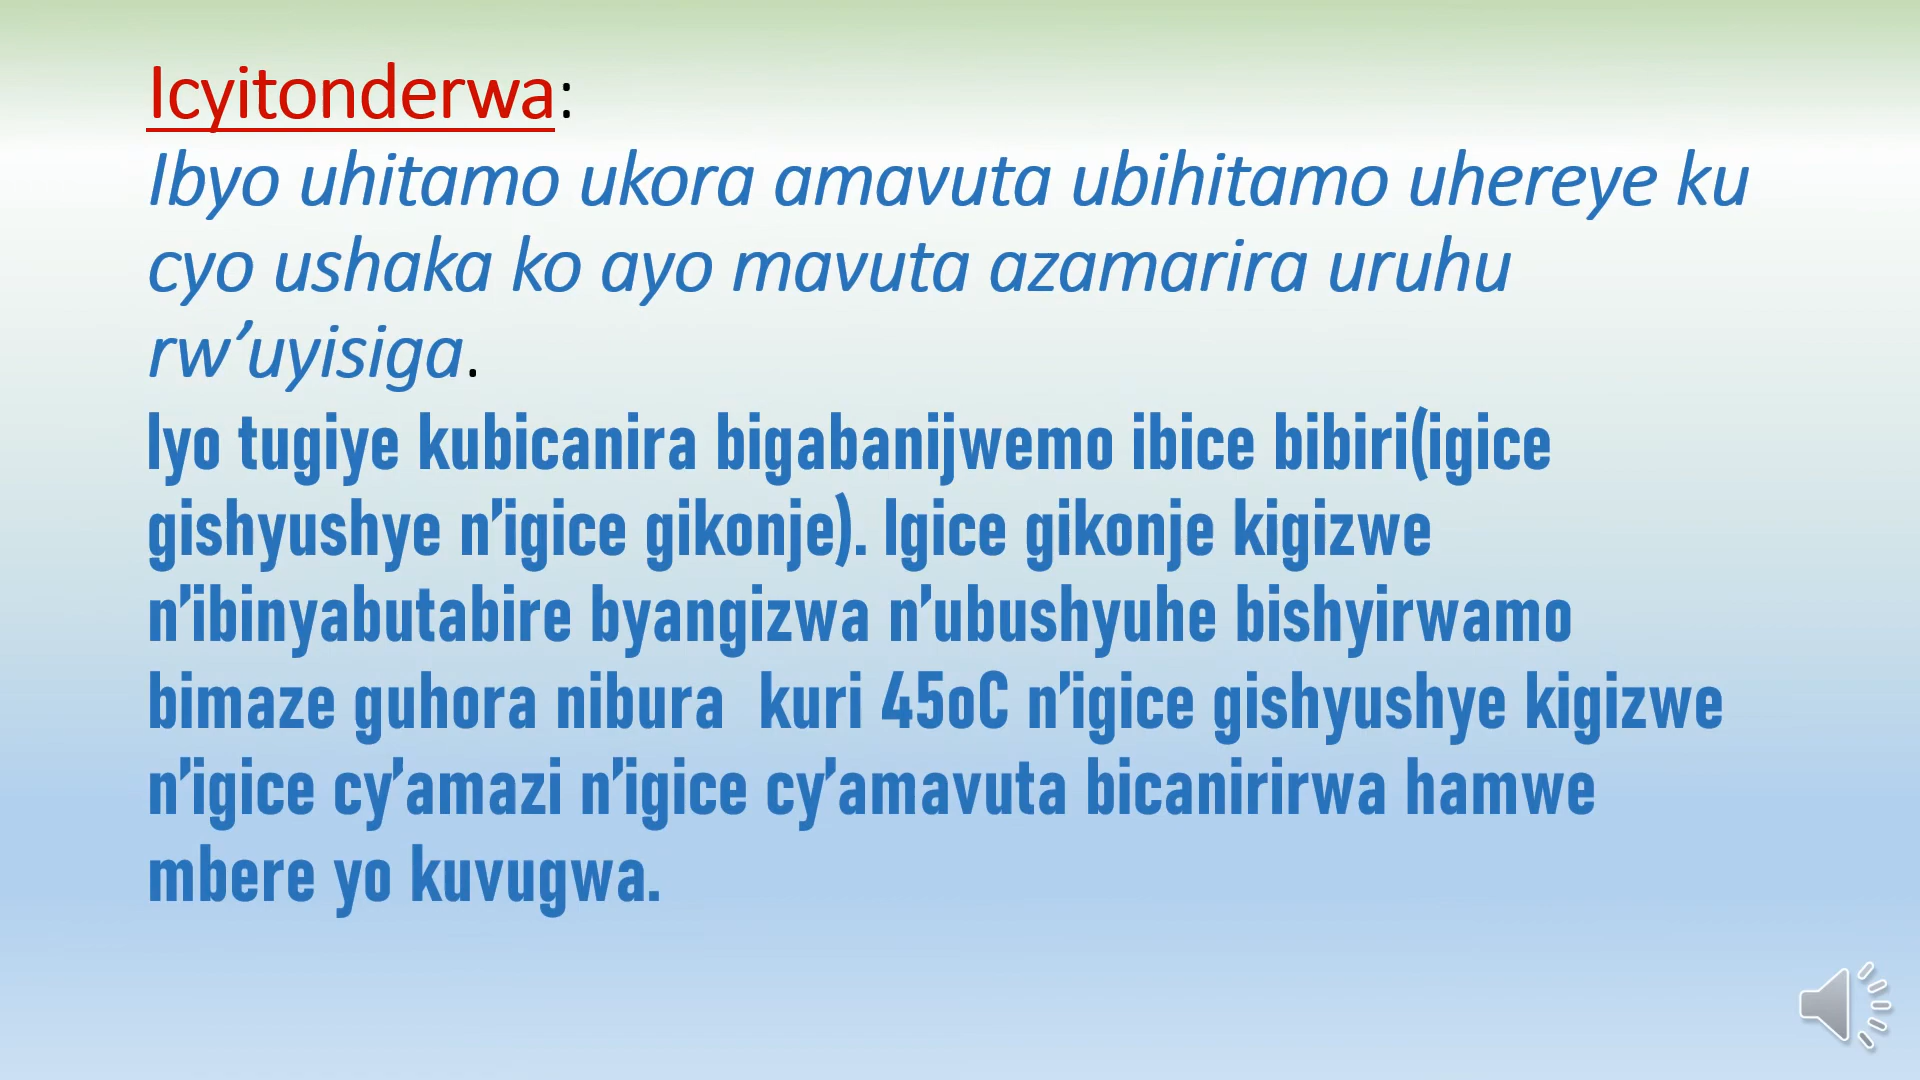 Icyitonderwa:
Ibyo uhitamo ukora amavuta ubihitamo uhereye ku
cyo ushaka ko ayo mavuta azamarira uruhu
rw’uyisiga.
Iyo tugiye kubicanira bigabanijwemo ibice bibiri(igice
gishyushye n’igice gikonje). Igice gikonje kigizwe
n’ibinyabutabire byangizwa n’ubushyuhe bishyirwamo
bimaze guhora nibura  kuri 45oC n’igice gishyushye kigizwe
n’igice cy’amazi n’igice cy’amavuta bicanirirwa hamwe
mbere yo kuvugwa.